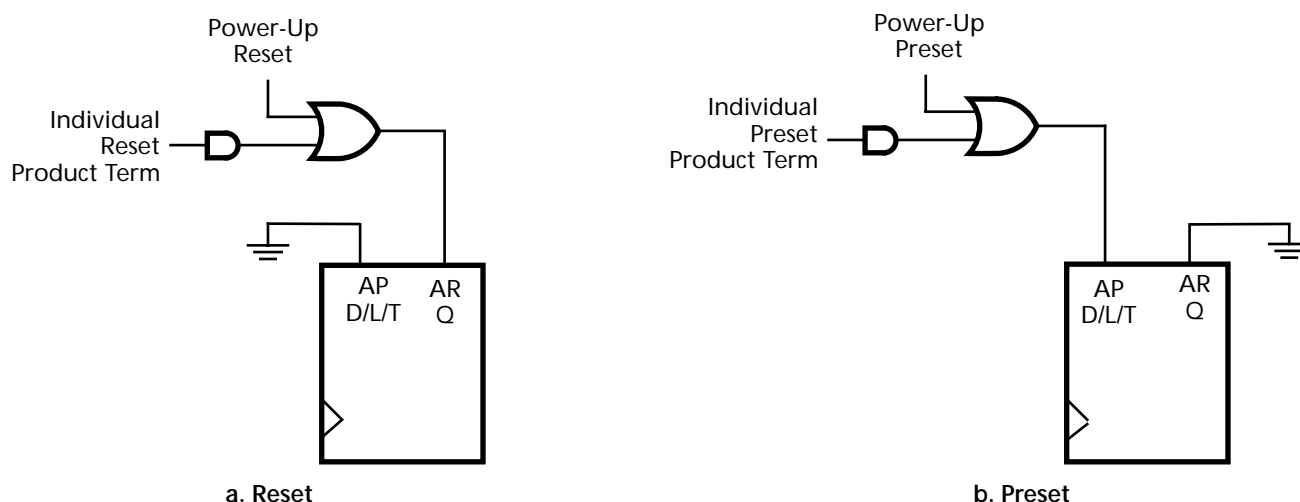 Power-Up
Reset
Individual
Reset
Product Term
AP
AR
D/L/T
Q
a. Reset
Power-Up
Preset
Individual
Preset
Product Term
AP
AR
D/L/T
Q
b. Preset